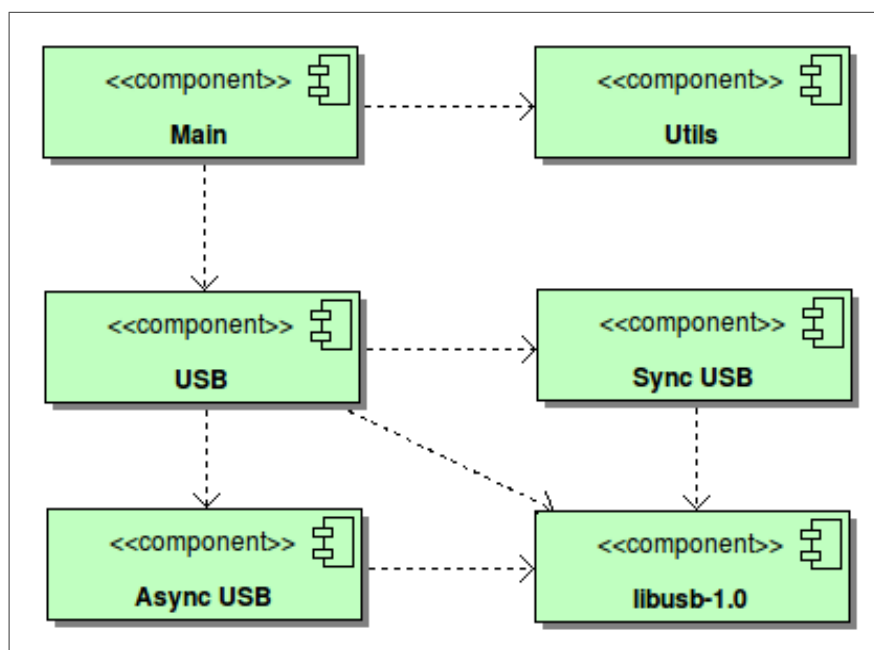 <<component>>
Main
<<component>>
Utils
<<component>>
USB
<<component>>
Sync USB
<<component>>
Async USB
<<component>>
libusb-1.0